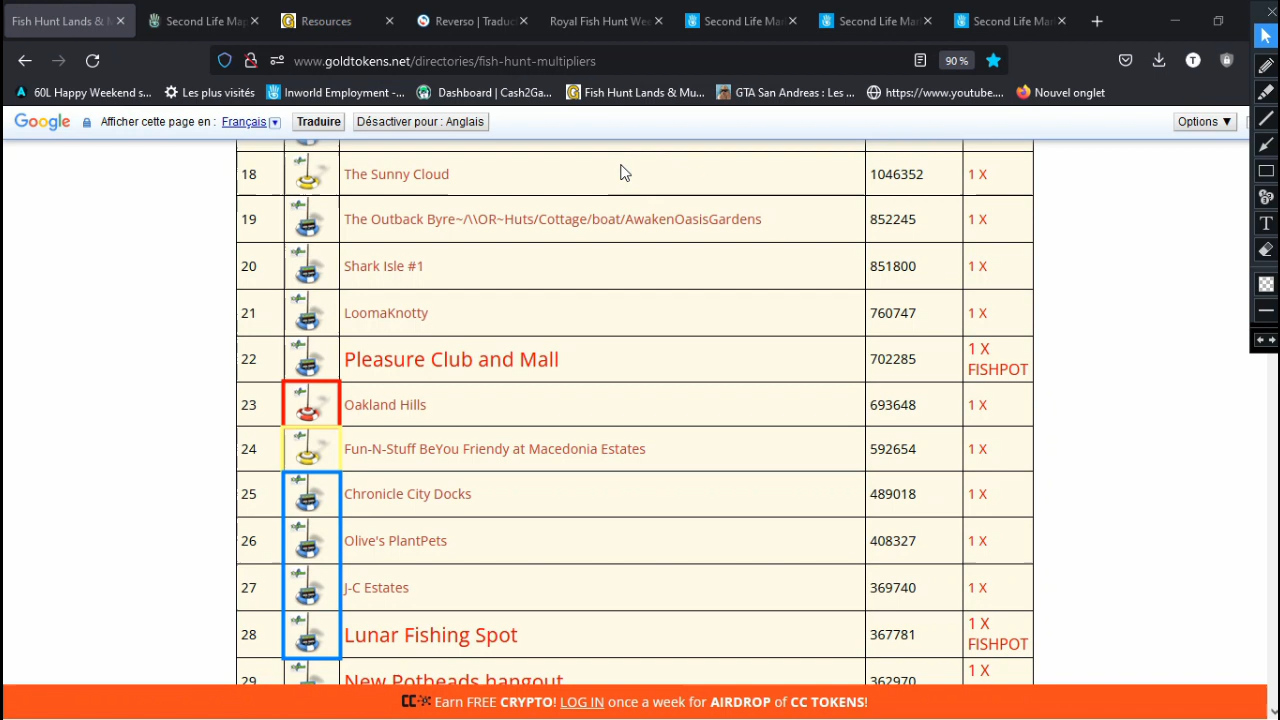 Fish Hunt Lands & M
Second Life Ma
Resources
Reverso | Traduc
Royal Fish Hunt Wee
Second Life Mar
Second Life Mar
Second Life Mar
www.goldtokens.net/directories/fish-hunt-multipliers
90 %
60L Happy Weekend s...
Les plus visités
Inworld Employment -...
Dashboard | Cash2Ga...
Fish Hunt Lands & Mu...
GTA San Andreas : Les ...
https://www.youtube....
Nouvel onglet
Google Afficher cette page en : Français Traduire Désactiver pour : Anglais Options ▼
18 The Sunny Cloud 1046352 1 X
19 The Outback Byre~/\\OR~Huts/Cottage/boat/AwakenOasisGardens 852245 1 X
20 Shark Isle #1 851800 1 X
21 LoomaKnotty 760747 1 X
22 Pleasure Club and Mall 702285 1 X
FISHPOT
23 Oakland Hills 693648 1 X
24 Fun-N-Stuff BeYou Friendy at Macedonia Estates 592654 1 X
25 Chronicle City Docks 489018 1 X
26 Olive's PlantPets 408327 1 X
27 J-C Estates 369740 1 X
28 Lunar Fishing Spot 367781 1 X
FISHPOT
29 New Potheads hangout 362970 1 X
Earn FREE CRYPTO! LOG IN once a week for AIRDROP of CC TOKENS!